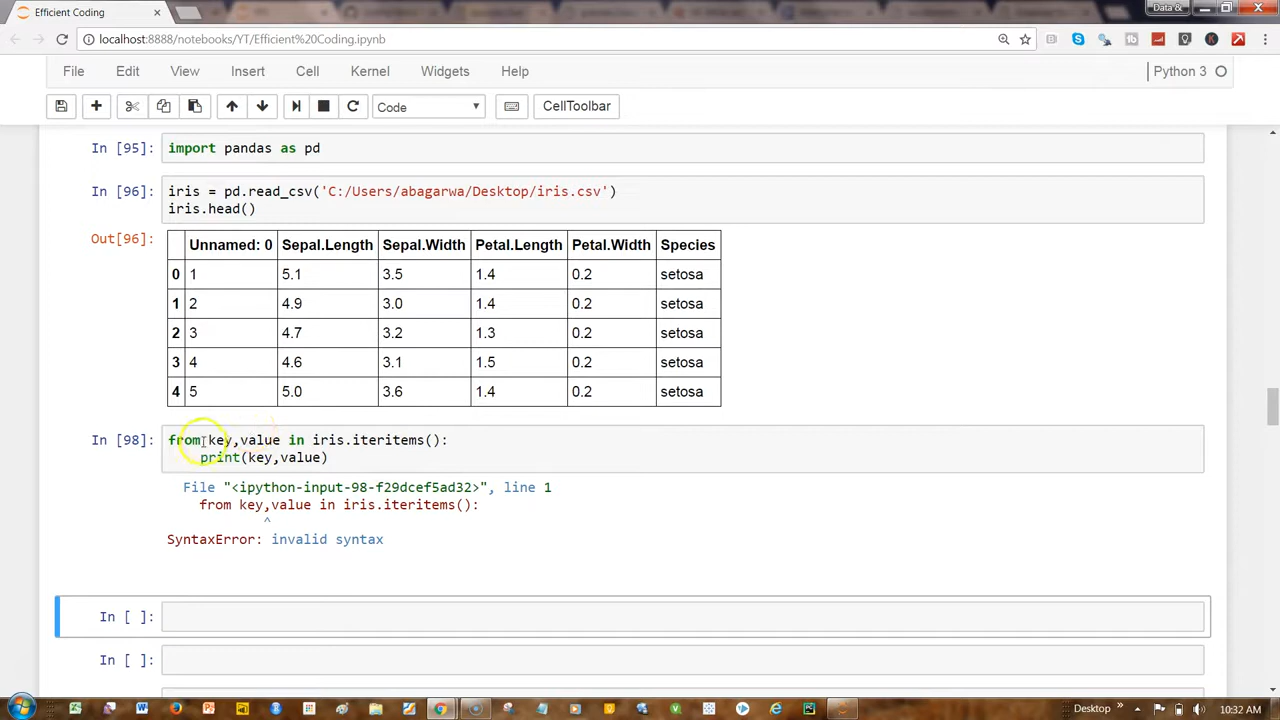 Efficient Coding
Data &
localhost:8888/notebooks/YT/Efficient%20Coding.ipynb
File Edit View Insert Cell Kernel Widgets Help
Python 3
Code
CellToolbar
In [95]: import pandas as pd
In [96]: iris = pd.read_csv('C:/Users/abagarwa/Desktop/iris.csv')
iris.head()
Out[96]:
Unnamed: 0 Sepal.Length Sepal.Width Petal.Length Petal.Width Species
0 1 5.1 3.5 1.4 0.2 setosa
1 2 4.9 3.0 1.4 0.2 setosa
2 3 4.7 3.2 1.3 0.2 setosa
3 4 4.6 3.1 1.5 0.2 setosa
4 5 5.0 3.6 1.4 0.2 setosa
In [98]: from key,value in iris.iteritems():
print(key,value)
File "<ipython-input-98-f29dcef5ad32>", line 1
from key,value in iris.iteritems():
^
SyntaxError: invalid syntax
In [ ]:
In [ ]:
Desktop
10:32 AM